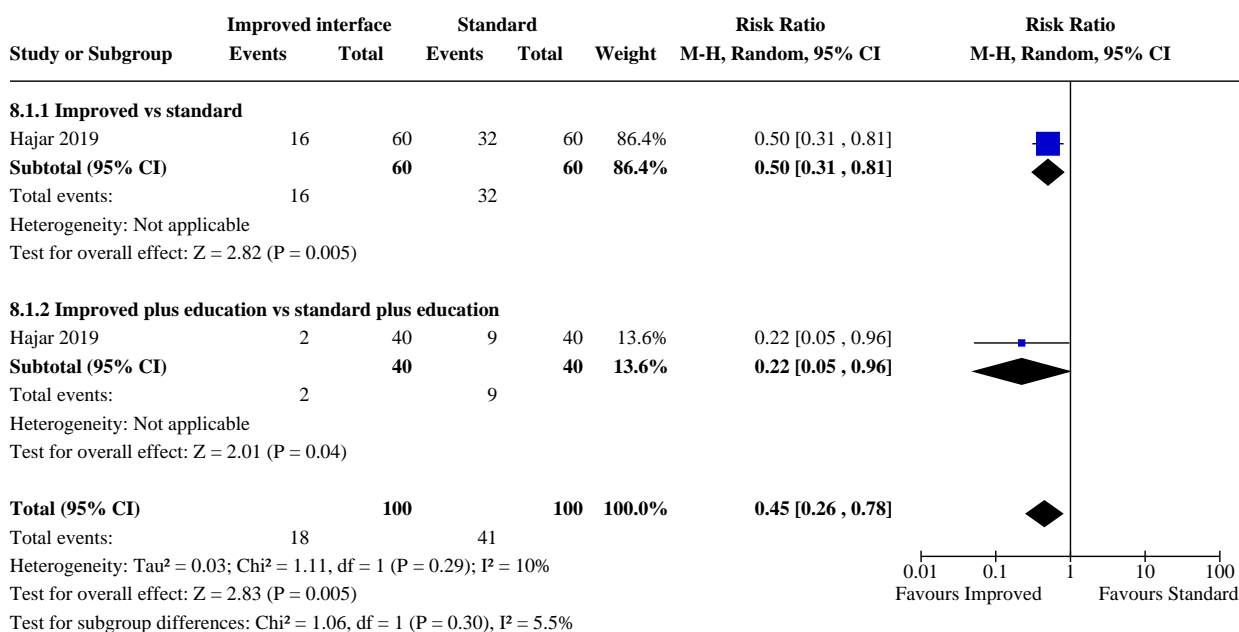 Improved interface Standard Risk Ratio Risk Ratio
Study or Subgroup Events Total Events Total Weight M-H, Random, 95% CI M-H, Random, 95% CI
8.1.1 Improved vs standard
Hajar 2019 16 60 32 60 86.4% 0.50 [0.31 , 0.81]
Subtotal (95% CI) 60 60 86.4% 0.50 [0.31 , 0.81]
Total events: 16 32
Heterogeneity: Not applicable
Test for overall effect: Z = 2.82 (P = 0.005)
8.1.2 Improved plus education vs standard plus education
Hajar 2019 2 40 9 40 13.6% 0.22 [0.05 , 0.96]
Subtotal (95% CI) 40 40 13.6% 0.22 [0.05 , 0.96]
Total events: 2 9
Heterogeneity: Not applicable
Test for overall effect: Z = 2.01 (P = 0.04)
Total (95% CI) 100 100 100.0% 0.45 [0.26 , 0.78]
Total events: 18 41
Heterogeneity: Tau² = 0.03; Chi² = 1.11, df = 1 (P = 0.29); I² = 10%
0.01 0.1 1 10 100
Test for overall effect: Z = 2.83 (P = 0.005)
Favours Improved Favours Standard
Test for subgroup differences: Chi² = 1.06, df = 1 (P = 0.30), I² = 5.5%